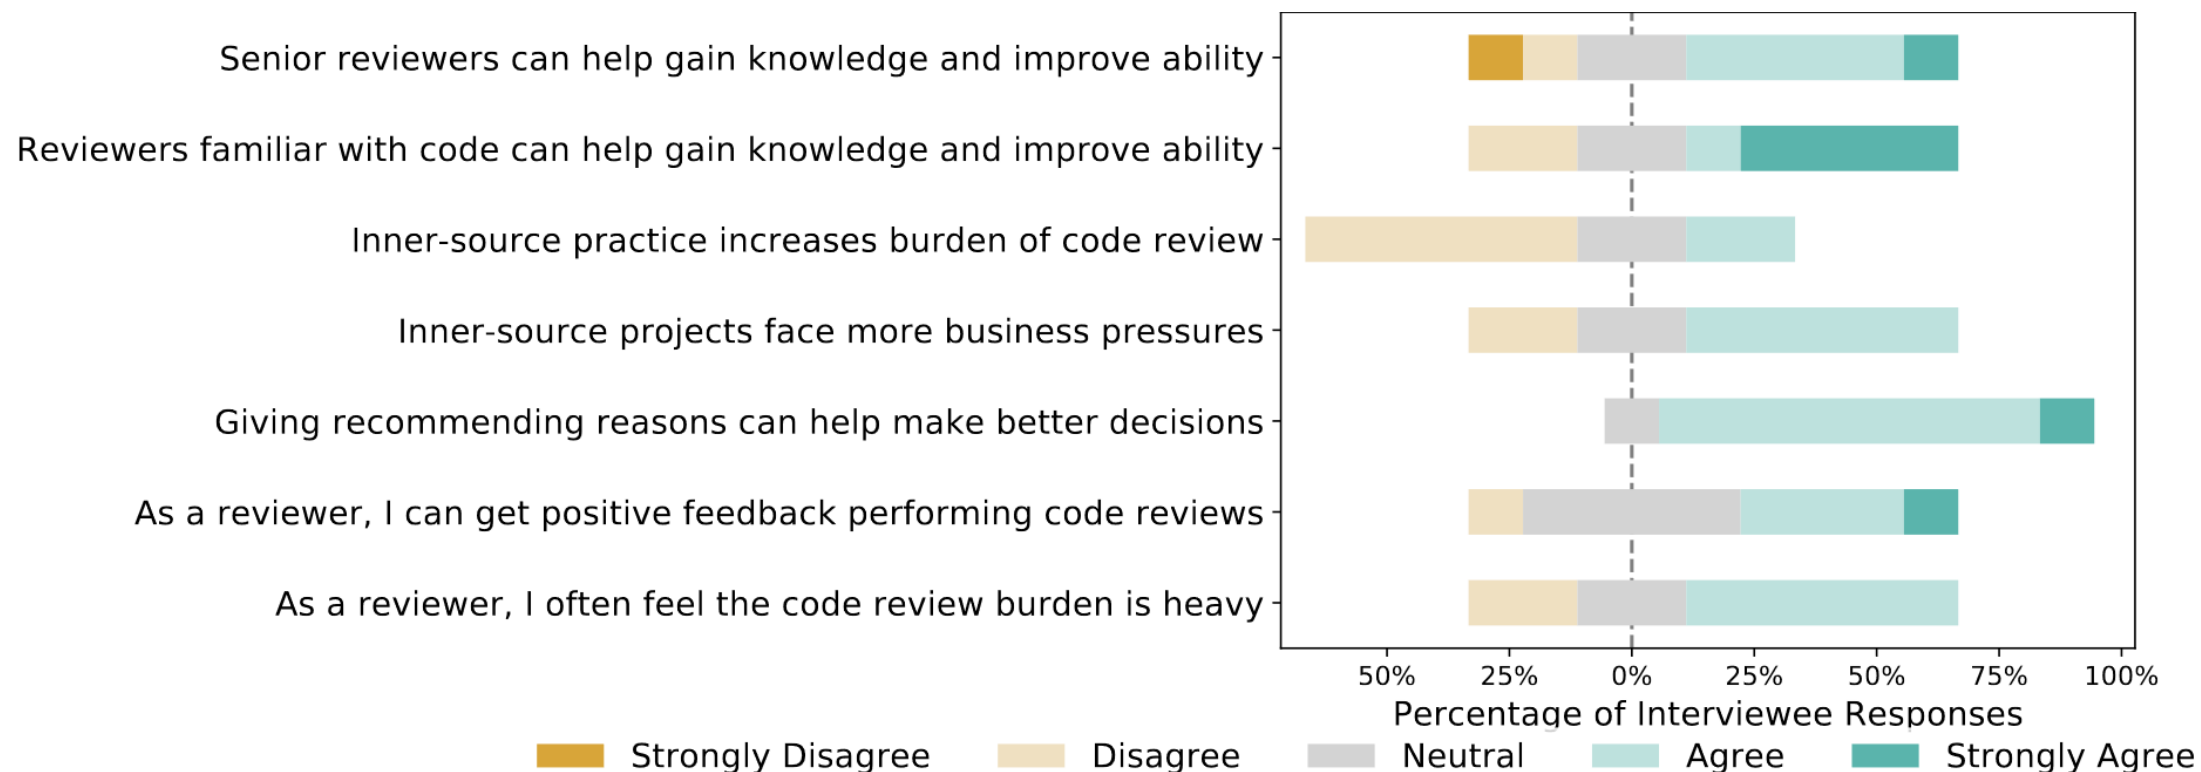 Senior reviewers can help gain knowledge and improve ability
Reviewers familiar with code can help gain knowledge and improve ability
Inner-source practice increases burden of code review
Inner-source projects face more business pressures
Giving recommending reasons can help make better decisions
As a reviewer, I can get positive feedback performing code reviews
As a reviewer, I often feel the code review burden is heavy
50% 25% 0% 25% 50% 75% 100%
Percentage of Interviewee Responses
Strongly Disagree Disagree Neutral Agree Strongly Agree